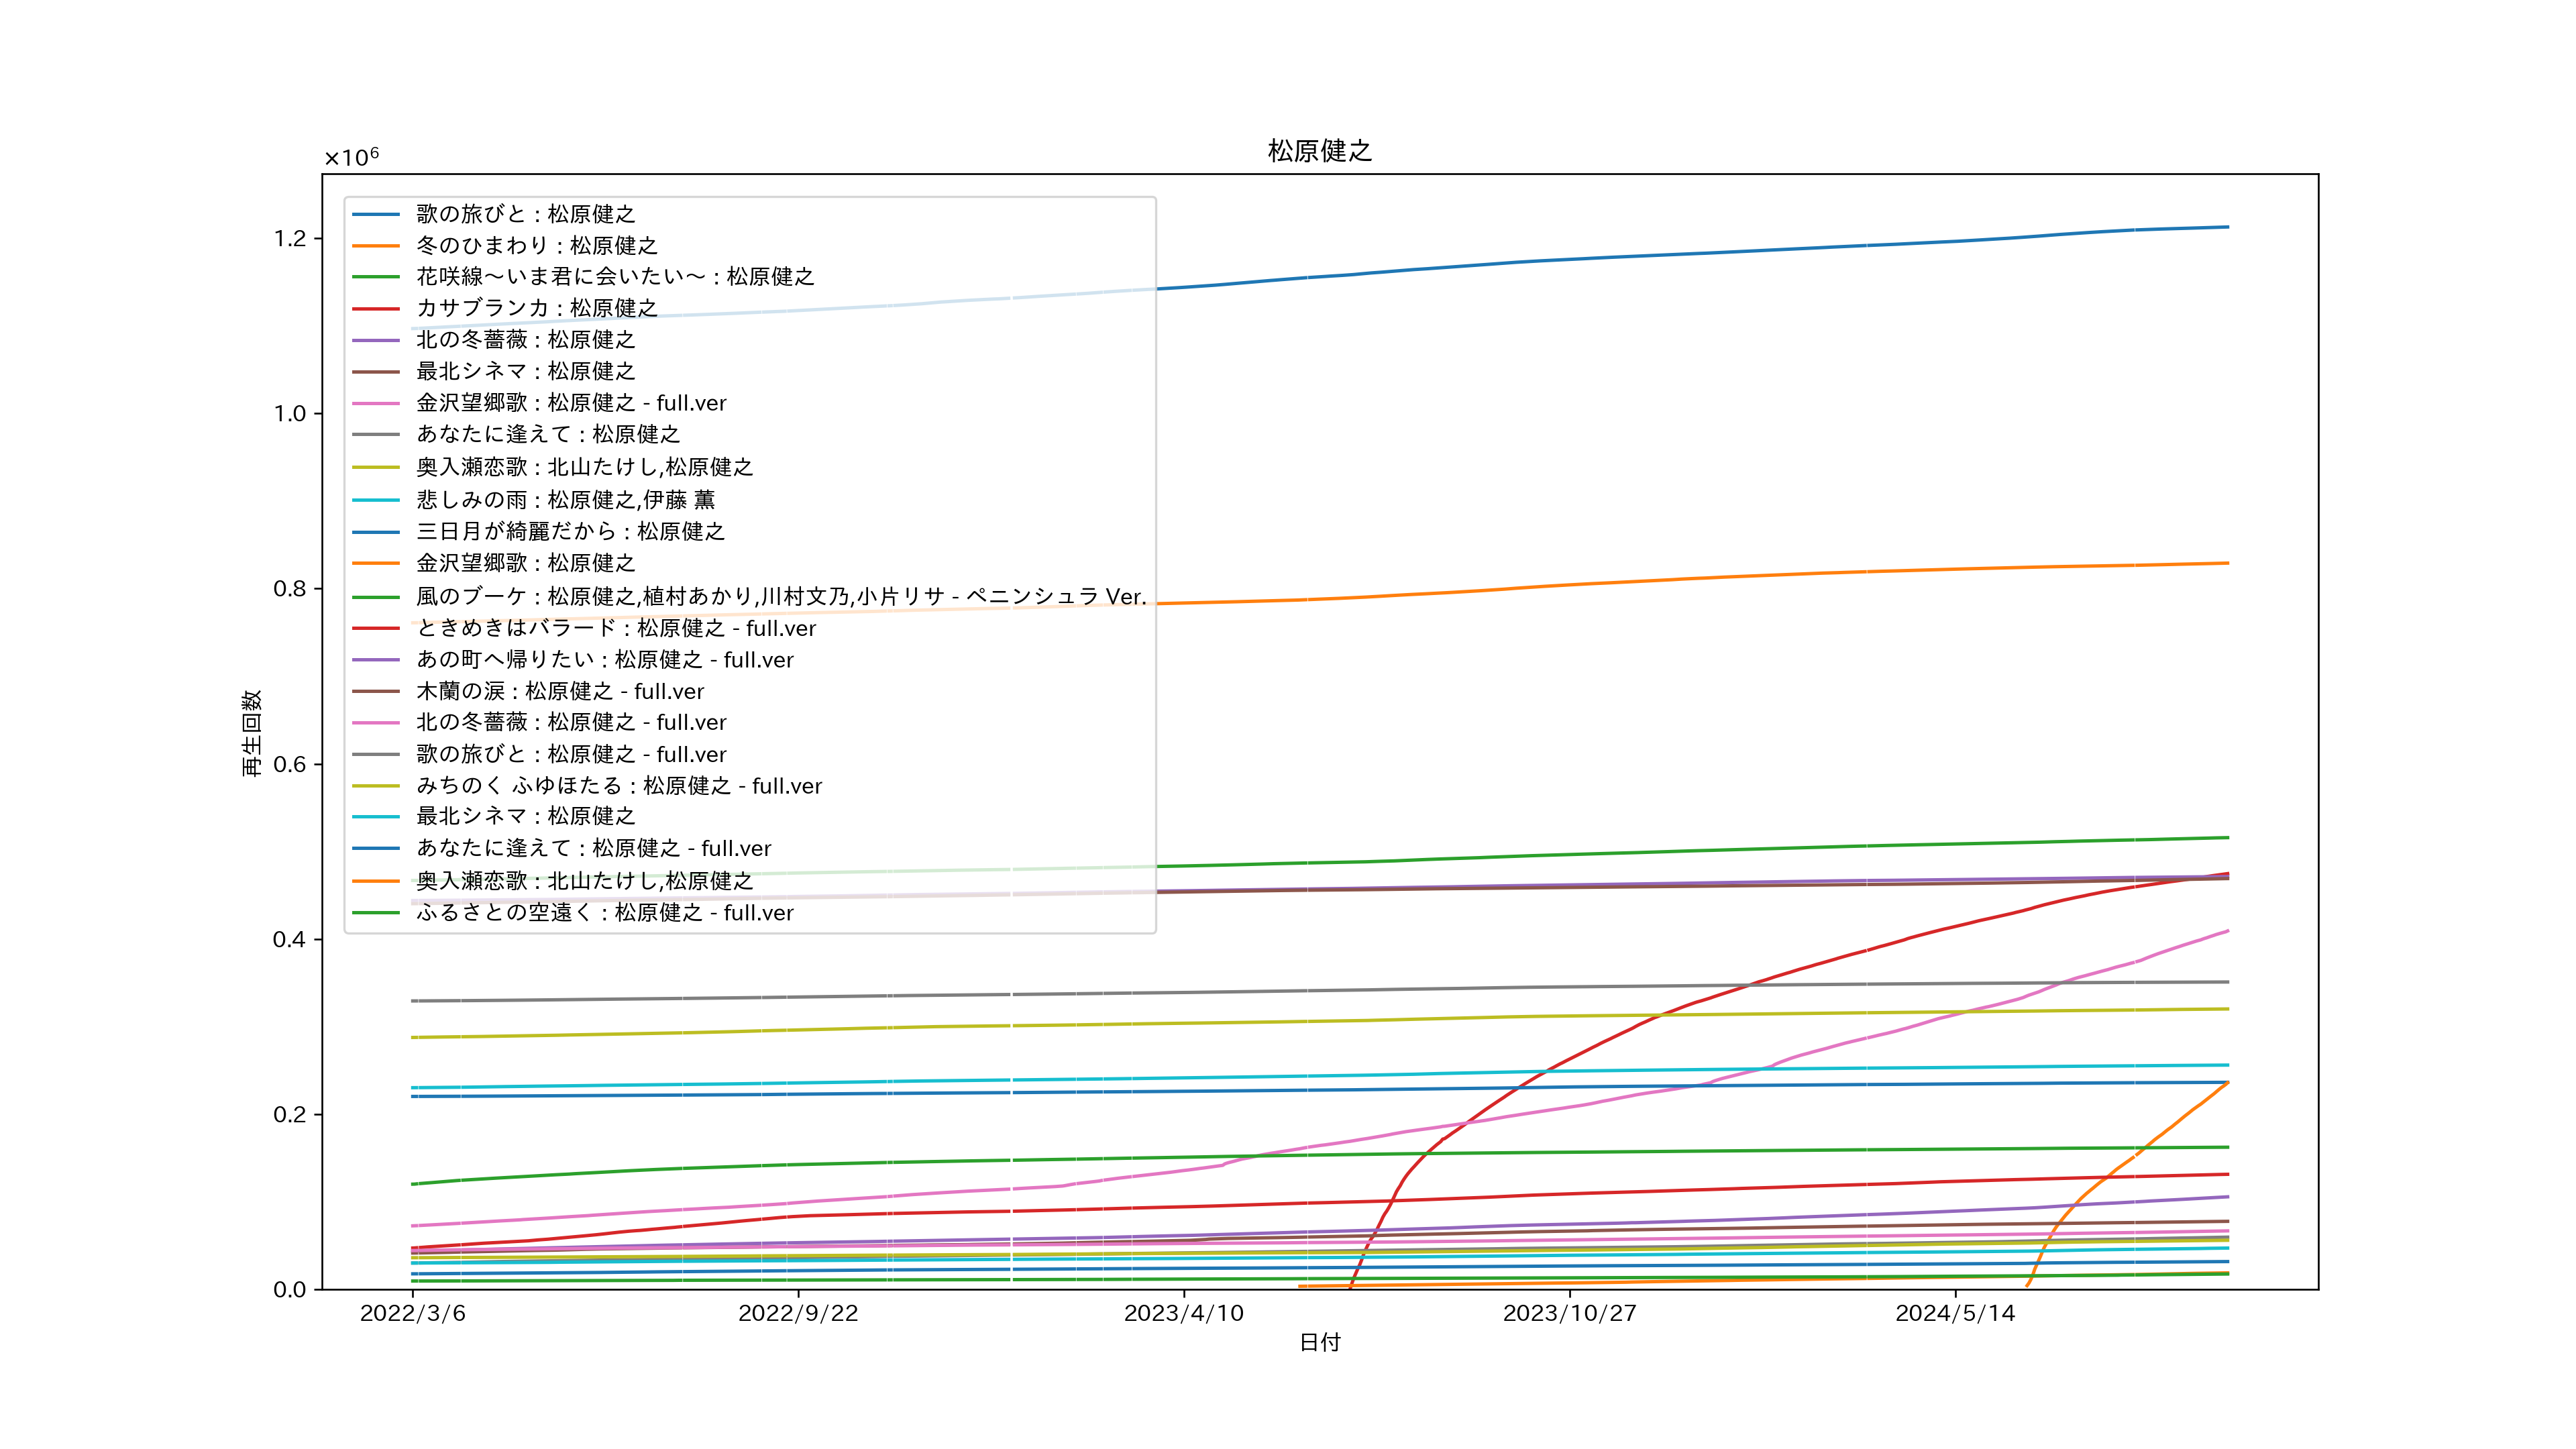 松原健之
×10⁶
歌の旅びと : 松原健之
冬のひまわり : 松原健之
花咲線〜いま君に会いたい〜 : 松原健之
カサブランカ : 松原健之
北の冬薔薇 : 松原健之
最北シネマ : 松原健之
金沢望郷歌 : 松原健之 - full.ver
あなたに逢えて : 松原健之
奥入瀬恋歌 : 北山たけし,松原健之
悲しみの雨 : 松原健之,伊藤 薫
三日月が綺麗だから : 松原健之
金沢望郷歌 : 松原健之
風のブーケ : 松原健之,植村あかり,川村文乃,小片リサ - ペニンシュラ Ver.
ときめきはバラード : 松原健之 - full.ver
あの町へ帰りたい : 松原健之 - full.ver
木蘭の涙 : 松原健之 - full.ver
北の冬薔薇 : 松原健之 - full.ver
歌の旅びと : 松原健之 - full.ver
みちのく ふゆほたる : 松原健之 - full.ver
最北シネマ : 松原健之
あなたに逢えて : 松原健之 - full.ver
奥入瀬恋歌 : 北山たけし,松原健之
ふるさとの空遠く : 松原健之 - full.ver
1.2
1.0
0.8
0.6
0.4
0.2
0.0
再生回数
2022/3/6
2022/9/22
2023/4/10
2023/10/27
2024/5/14
日付